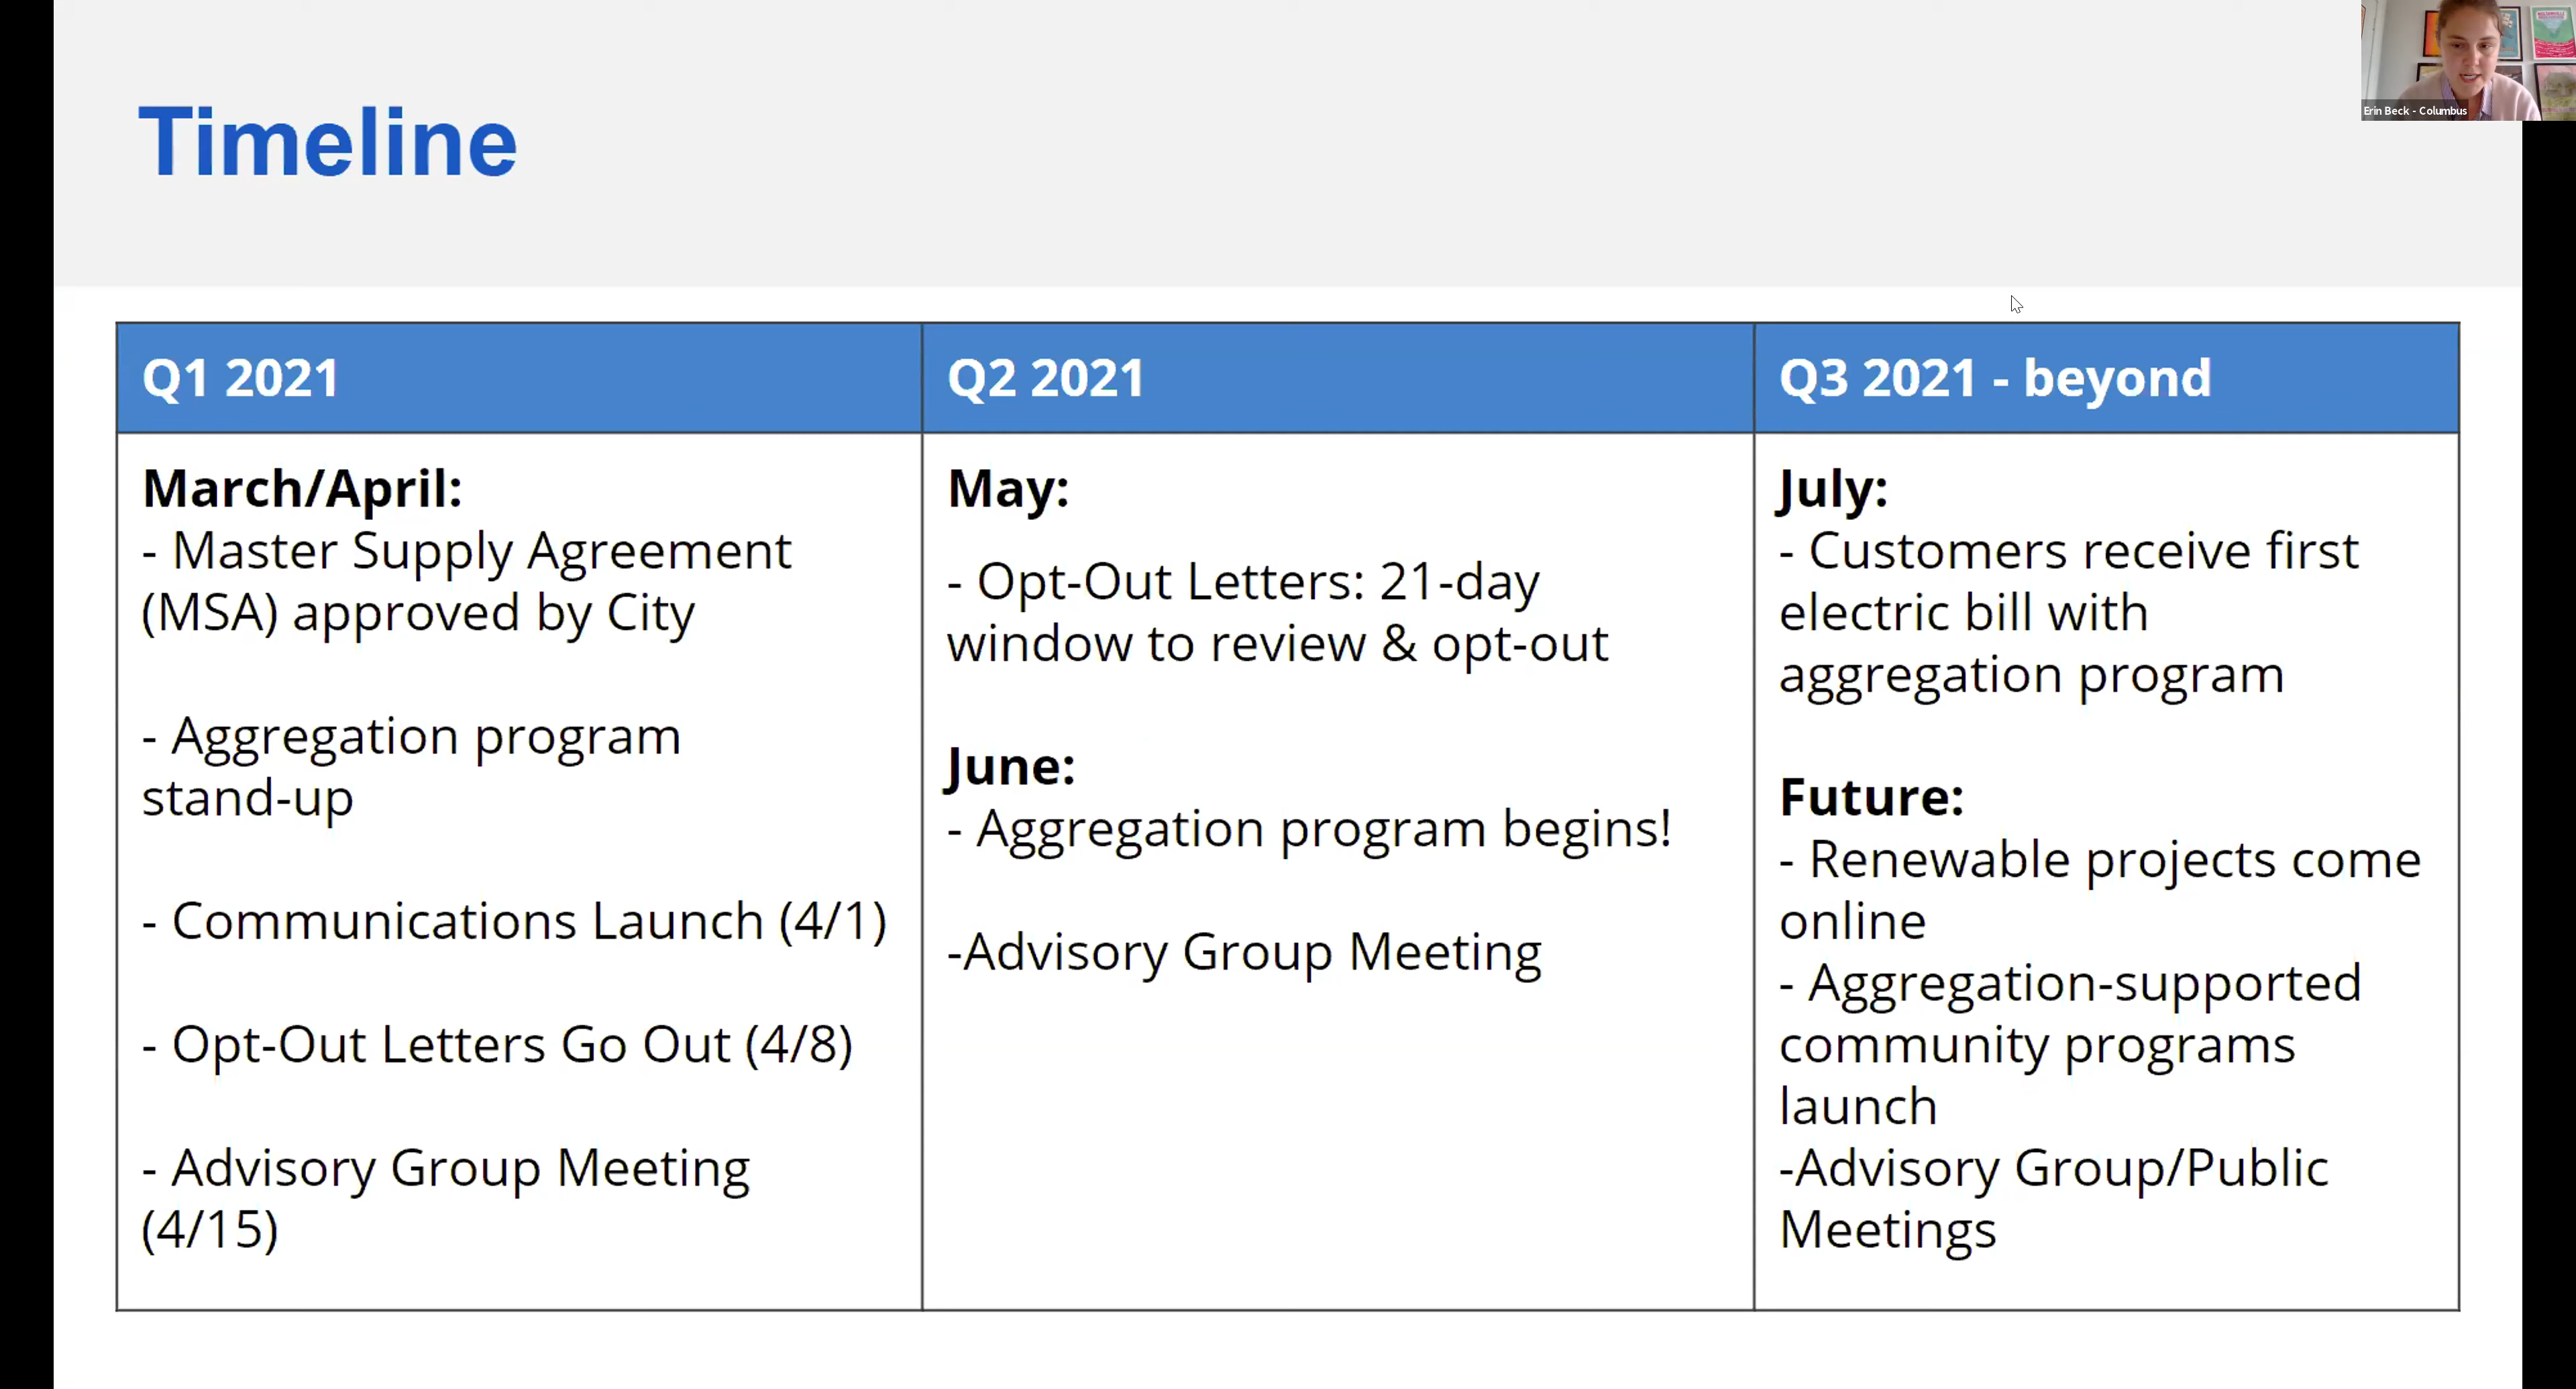 Timeline
Erin Beck - Columbus
Q1 2021
March/April:
- Master Supply Agreement
(MSA) approved by City
- Aggregation program
stand-up
- Communications Launch (4/1)
- Opt-Out Letters Go Out (4/8)
- Advisory Group Meeting
(4/15)
Q2 2021
May:
- Opt-Out Letters: 21-day
window to review & opt-out
June:
- Aggregation program begins!
-Advisory Group Meeting
Q3 2021 - beyond
July:
- Customers receive first
electric bill with
aggregation program
Future:
- Renewable projects come
online
- Aggregation-supported
community programs
launch
-Advisory Group/Public
Meetings